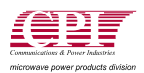 CPI
Communications & Power Industries
microwave power products division